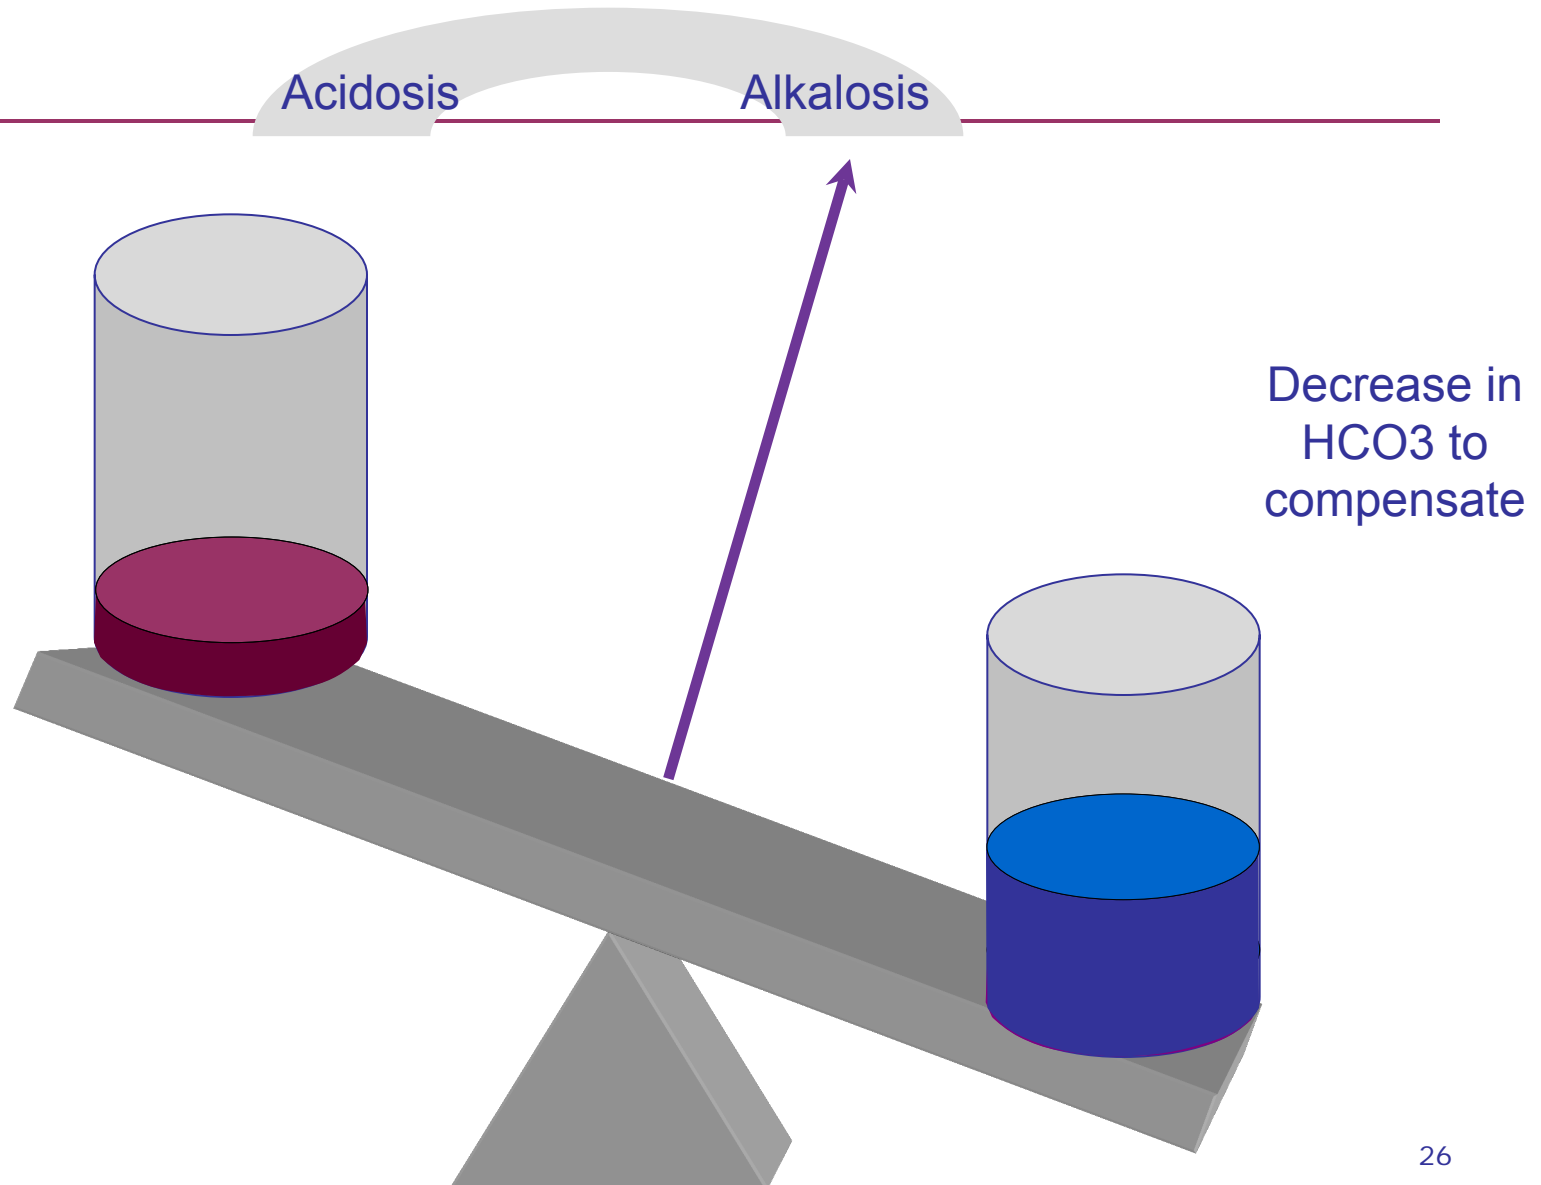 Acidosis
Alkalosis
Decrease in
HCO3 to
compensate
26